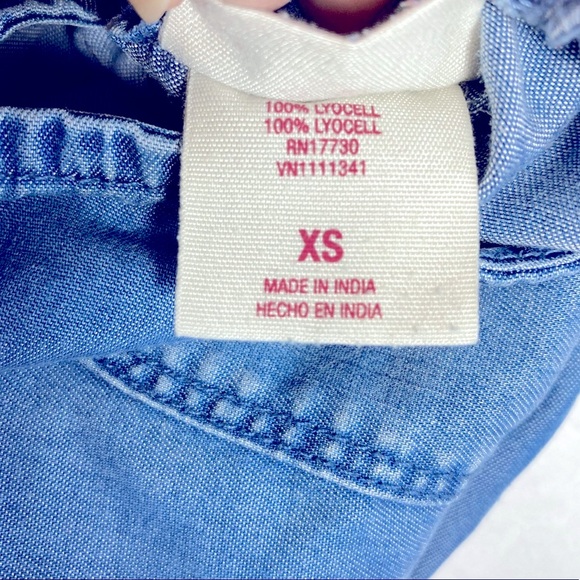 100% LYOCELL
100% LYOCELL
RN17730
VN1111341
XS
MADE IN INDIA
HECHO EN INDIA